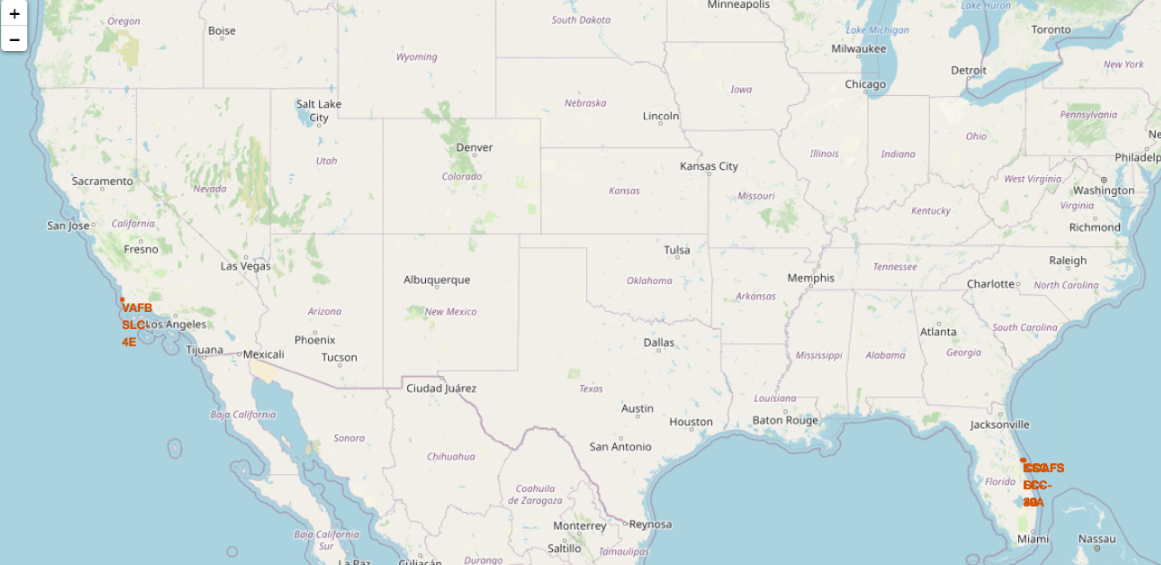 +
−
Oregon
Boise
South Dakota
Minneapolis
Lake Huron
Toronto
Wyoming
Lake Michigan
Milwaukee
New York
Detroit
Chicago
Salt Lake
City
Nebraska
Iowa
Lincoln
Pennsylvania
Ohio
Denver
Illinois
Indiana
Philadelp
Utah
Kansas City
Colorado
Sacramento
Nevada
Kansas
Missouri
West Virginia
Washington
Virginia
San Jose
California
Kentucky
Richmond
Fresno
Tulsa
Las Vegas
Raleigh
Tennessee
Albuquerque
Oklahoma
Memphis
Charlotte
North Carolina
Arkansas
VAFB
SLC-
4E
Los Angeles
Arizona
New Mexico
South Carolina
Atlanta
Phoenix
Dallas
Tijuana
Mexicali
Tucson
Mississippi
Alabama
Georgia
Ciudad Juárez
Texas
Louisiana
Austin
Houston
Baton Rouge
Jacksonville
Baja California
Sonora
San Antonio
Chihuahua
Florida
Coahuila
de Zaragoza
Monterrey
Reynosa
Baja California
Sur
Saltillo
Tamaulipas
Miami
Nassau
La Paz
Culiacán
Durango